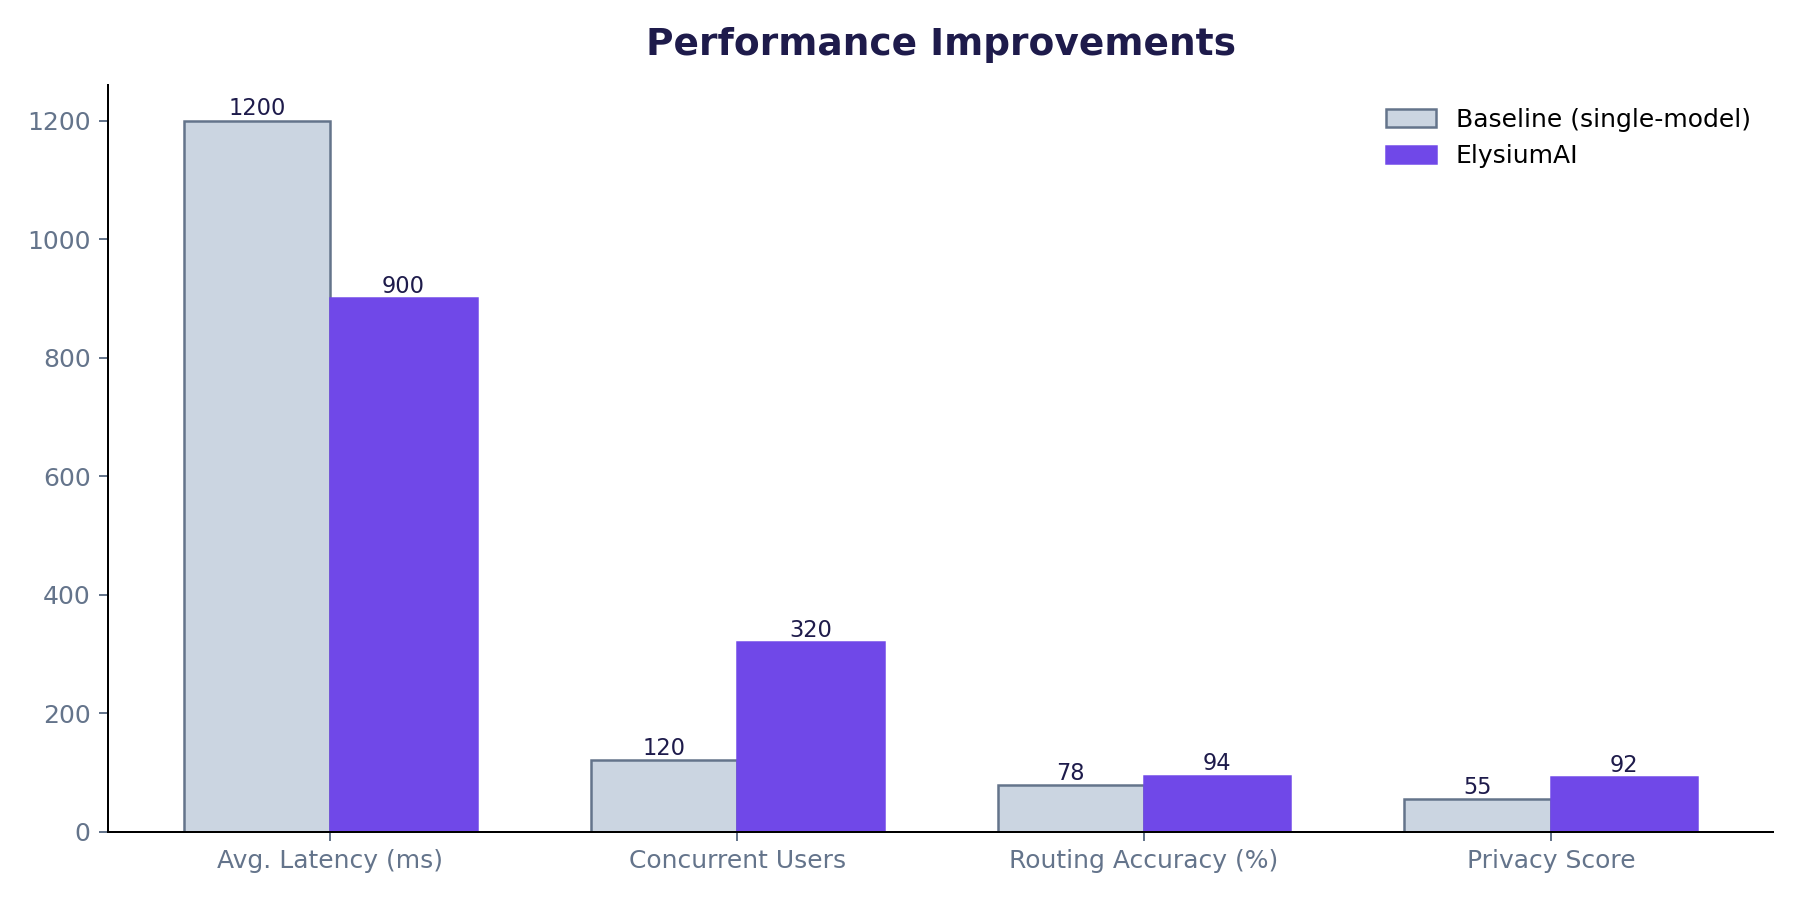 Performance Improvements
Baseline (single-model)
ElysiumAI
1200
1000
800
600
400
200
0
1200
900
120
320
78
94
55
92
Avg. Latency (ms)
Concurrent Users
Routing Accuracy (%)
Privacy Score